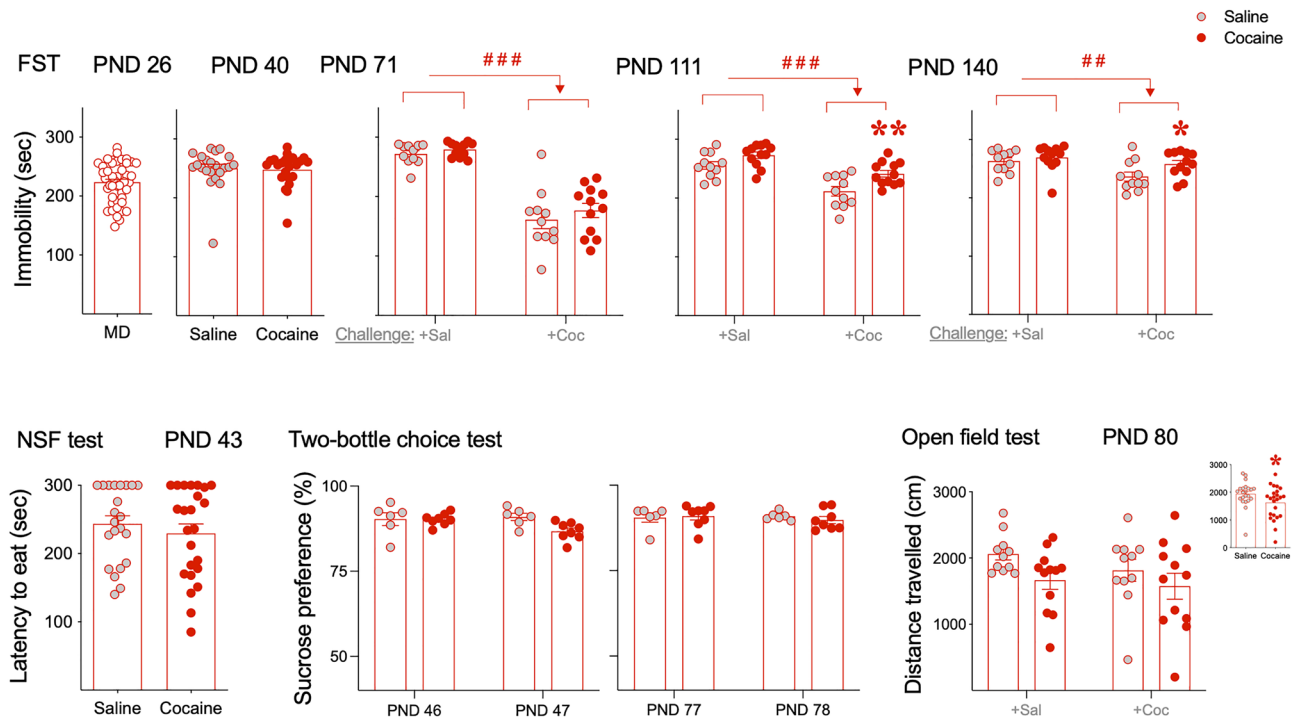 Saline
Cocaine
FST
PND 26
PND 40
PND 71
###
PND 111
###
PND 140
##
Immobility (sec)
300
200
100
**
*
MD
Saline
Cocaine
Challenge: +Sal
+Coc
+Sal
+Coc
Challenge: +Sal
+Coc
NSF test
PND 43
Two-bottle choice test
Open field test
PND 80
Latency to eat (sec)
300
200
100
Saline
Cocaine
Sucrose preference (%)
100
75
50
PND 46
PND 47
PND 77
PND 78
Distance travelled (cm)
3000
2000
1000
+Sal
+Coc
*
3000
2000
1000
0
Saline
Cocaine